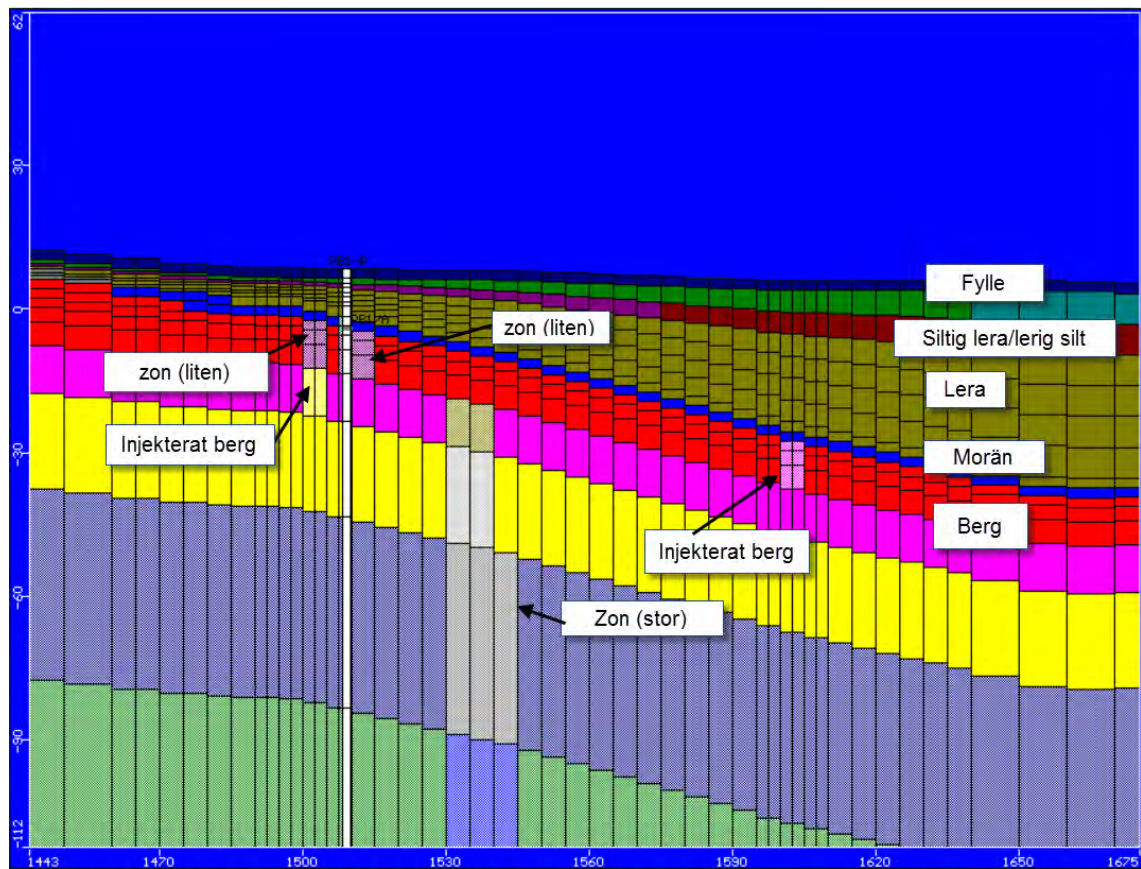 62
30
0
-30
-60
-90
-112
Fylle
Siltig lera/lerig silt
Lera
Morän
Berg
zon (liten)
zon (liten)
Injekterat berg
Injekterat berg
Zon (stor)
1443
1470
1500
1530
1560
1590
1620
1650
1675